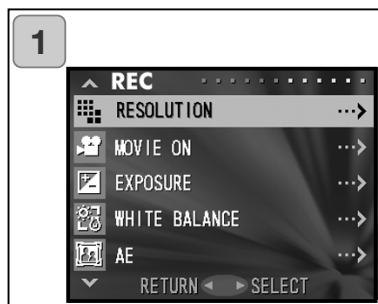 1
REC
RESOLUTION
MOVIE ON
EXPOSURE
WHITE BALANCE
AE
RETURN SELECT